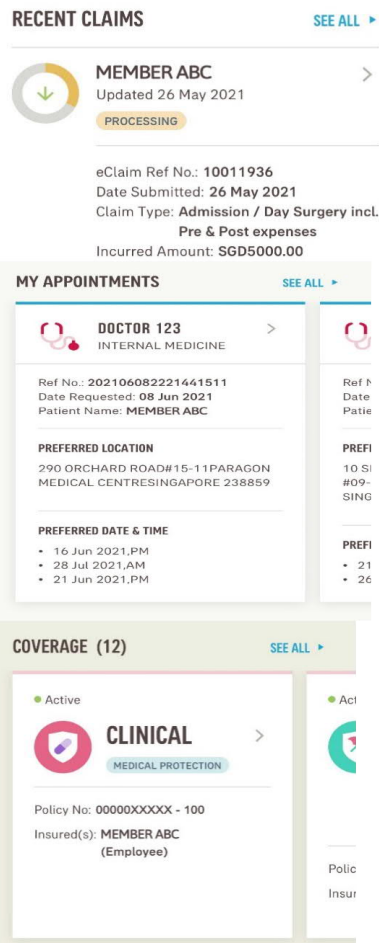 RECENT CLAIMS
SEE ALL ▸
MEMBER ABC
Updated 26 May 2021
PROCESSING
eClaim Ref No.: 10011936
Date Submitted: 26 May 2021
Claim Type: Admission / Day Surgery incl.
Pre & Post expenses
Incurred Amount: SGD5000.00
MY APPOINTMENTS
SEE ALL ▸
DOCTOR 123
INTERNAL MEDICINE
Ref No.: 202106082221441511
Date Requested: 08 Jun 2021
Patient Name: MEMBER ABC
PREFERRED LOCATION
290 ORCHARD ROAD#15-11PARAGON
MEDICAL CENTRESINGAPORE 238859
PREFERRED DATE & TIME
• 16 Jun 2021,PM
• 28 Jul 2021,AM
• 21 Jun 2021,PM
Ref
Date
Patie
PREFE
10 S
#09-
SING
PREFE
• 21
• 26
COVERAGE (12)
SEE ALL ▸
Active
CLINICAL
MEDICAL PROTECTION
Policy No: 00000XXXXX - 100
Insured(s): MEMBER ABC
(Employee)
Act
Polic
Insur